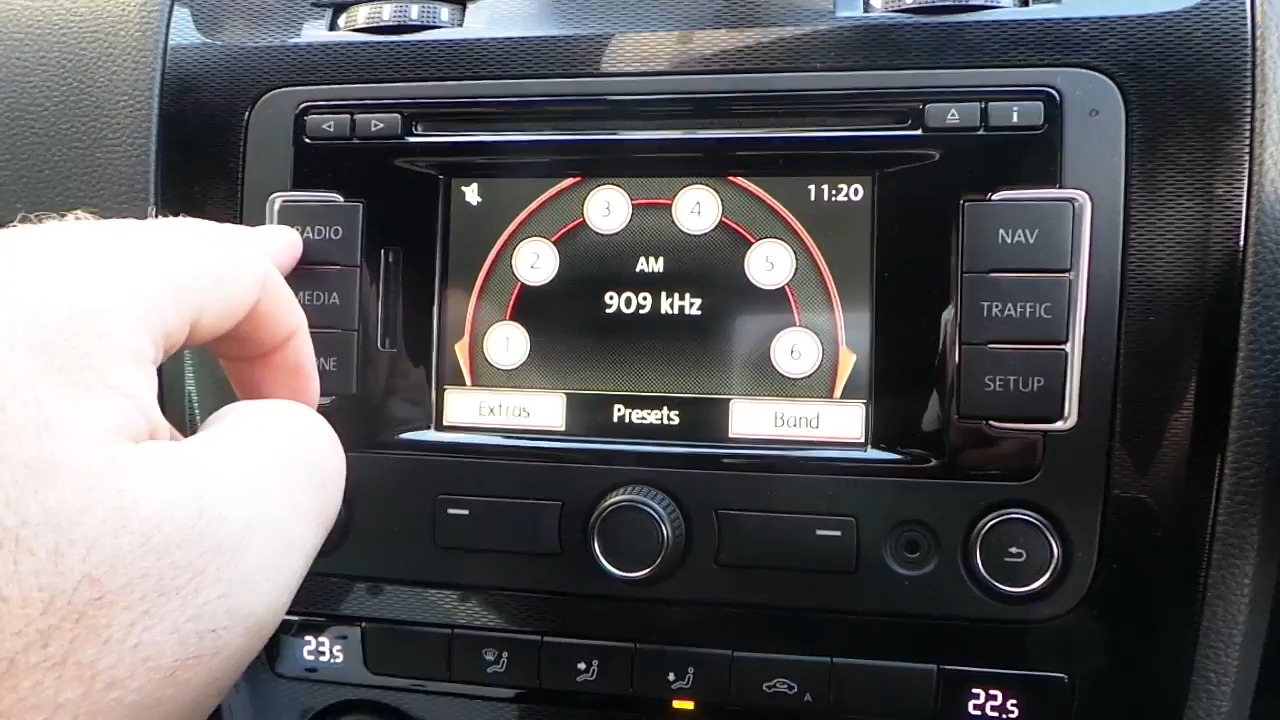 i
11:20
3
4
RADIO
NAV
2
AM
5
MEDIA
909 kHz
TRAFFIC
1
6
NE
SETUP
Extras
Presets
Band
23.5
A
22.5